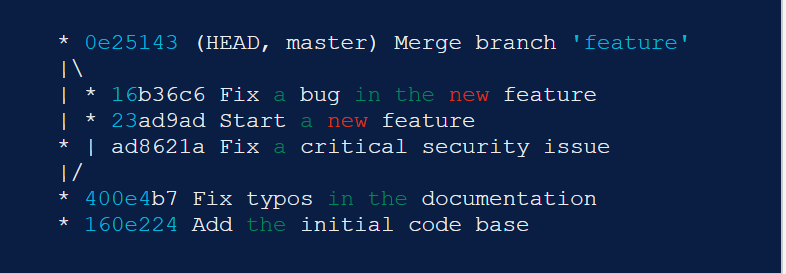 * 0e25143 (HEAD, master) Merge branch 'feature'
|\
| * 16b36c6 Fix a bug in the new feature
| * 23ad9ad Start a new feature
* | ad8621a Fix a critical security issue
|/
* 400e4b7 Fix typos in the documentation
* 160e224 Add the initial code base